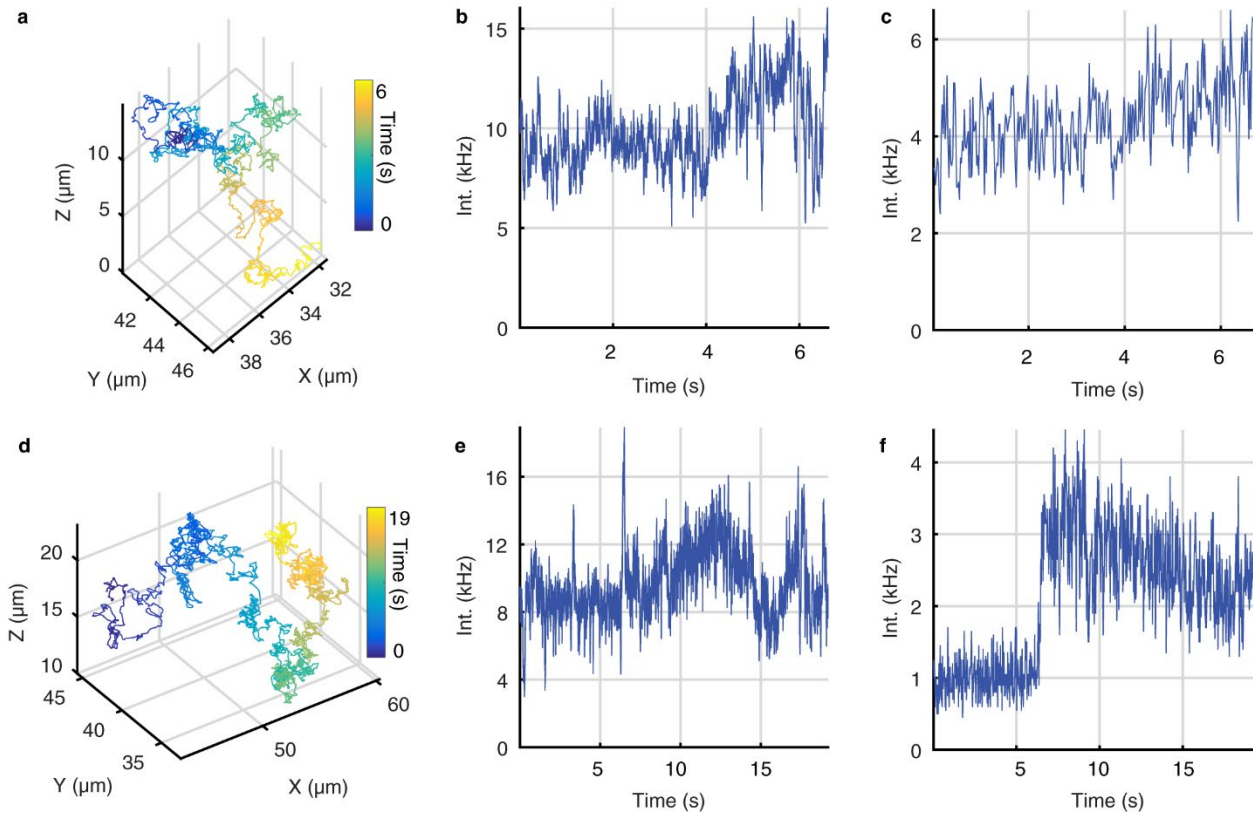 a
Z (µm)
10
5
0
42
44
46
Y (µm)
38
36
34
32
X (µm)
6
Time (s)
0
b
Int. (kHz)
15
10
5
0
2
4
6
Time (s)
c
Int. (kHz)
6
4
2
0
2
4
6
Time (s)
d
Z (µm)
20
15
10
45
40
35
Y (µm)
50
60
X (µm)
19
Time (s)
0
e
Int. (kHz)
16
12
8
4
0
5
10
15
Time (s)
f
Int. (kHz)
4
3
2
1
0
5
10
15
Time (s)